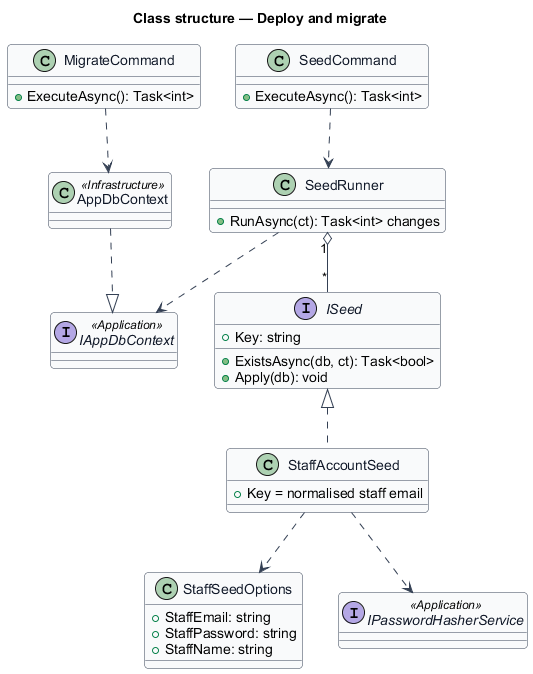 Class structure — Deploy and migrate
C MigrateCommand
ExecuteAsync(): Task<int>
C SeedCommand
ExecuteAsync(): Task<int>
«Infrastructure»
C AppDbContext
C SeedRunner
RunAsync(ct): Task<int> changes
1
*
«Application»
I IAppDbContext
I ISeed
Key: string
ExistsAsync(db, ct): Task<bool>
Apply(db): void
C StaffAccountSeed
Key = normalised staff email
C StaffSeedOptions
StaffEmail: string
StaffPassword: string
StaffName: string
«Application»
I IPasswordHasherService